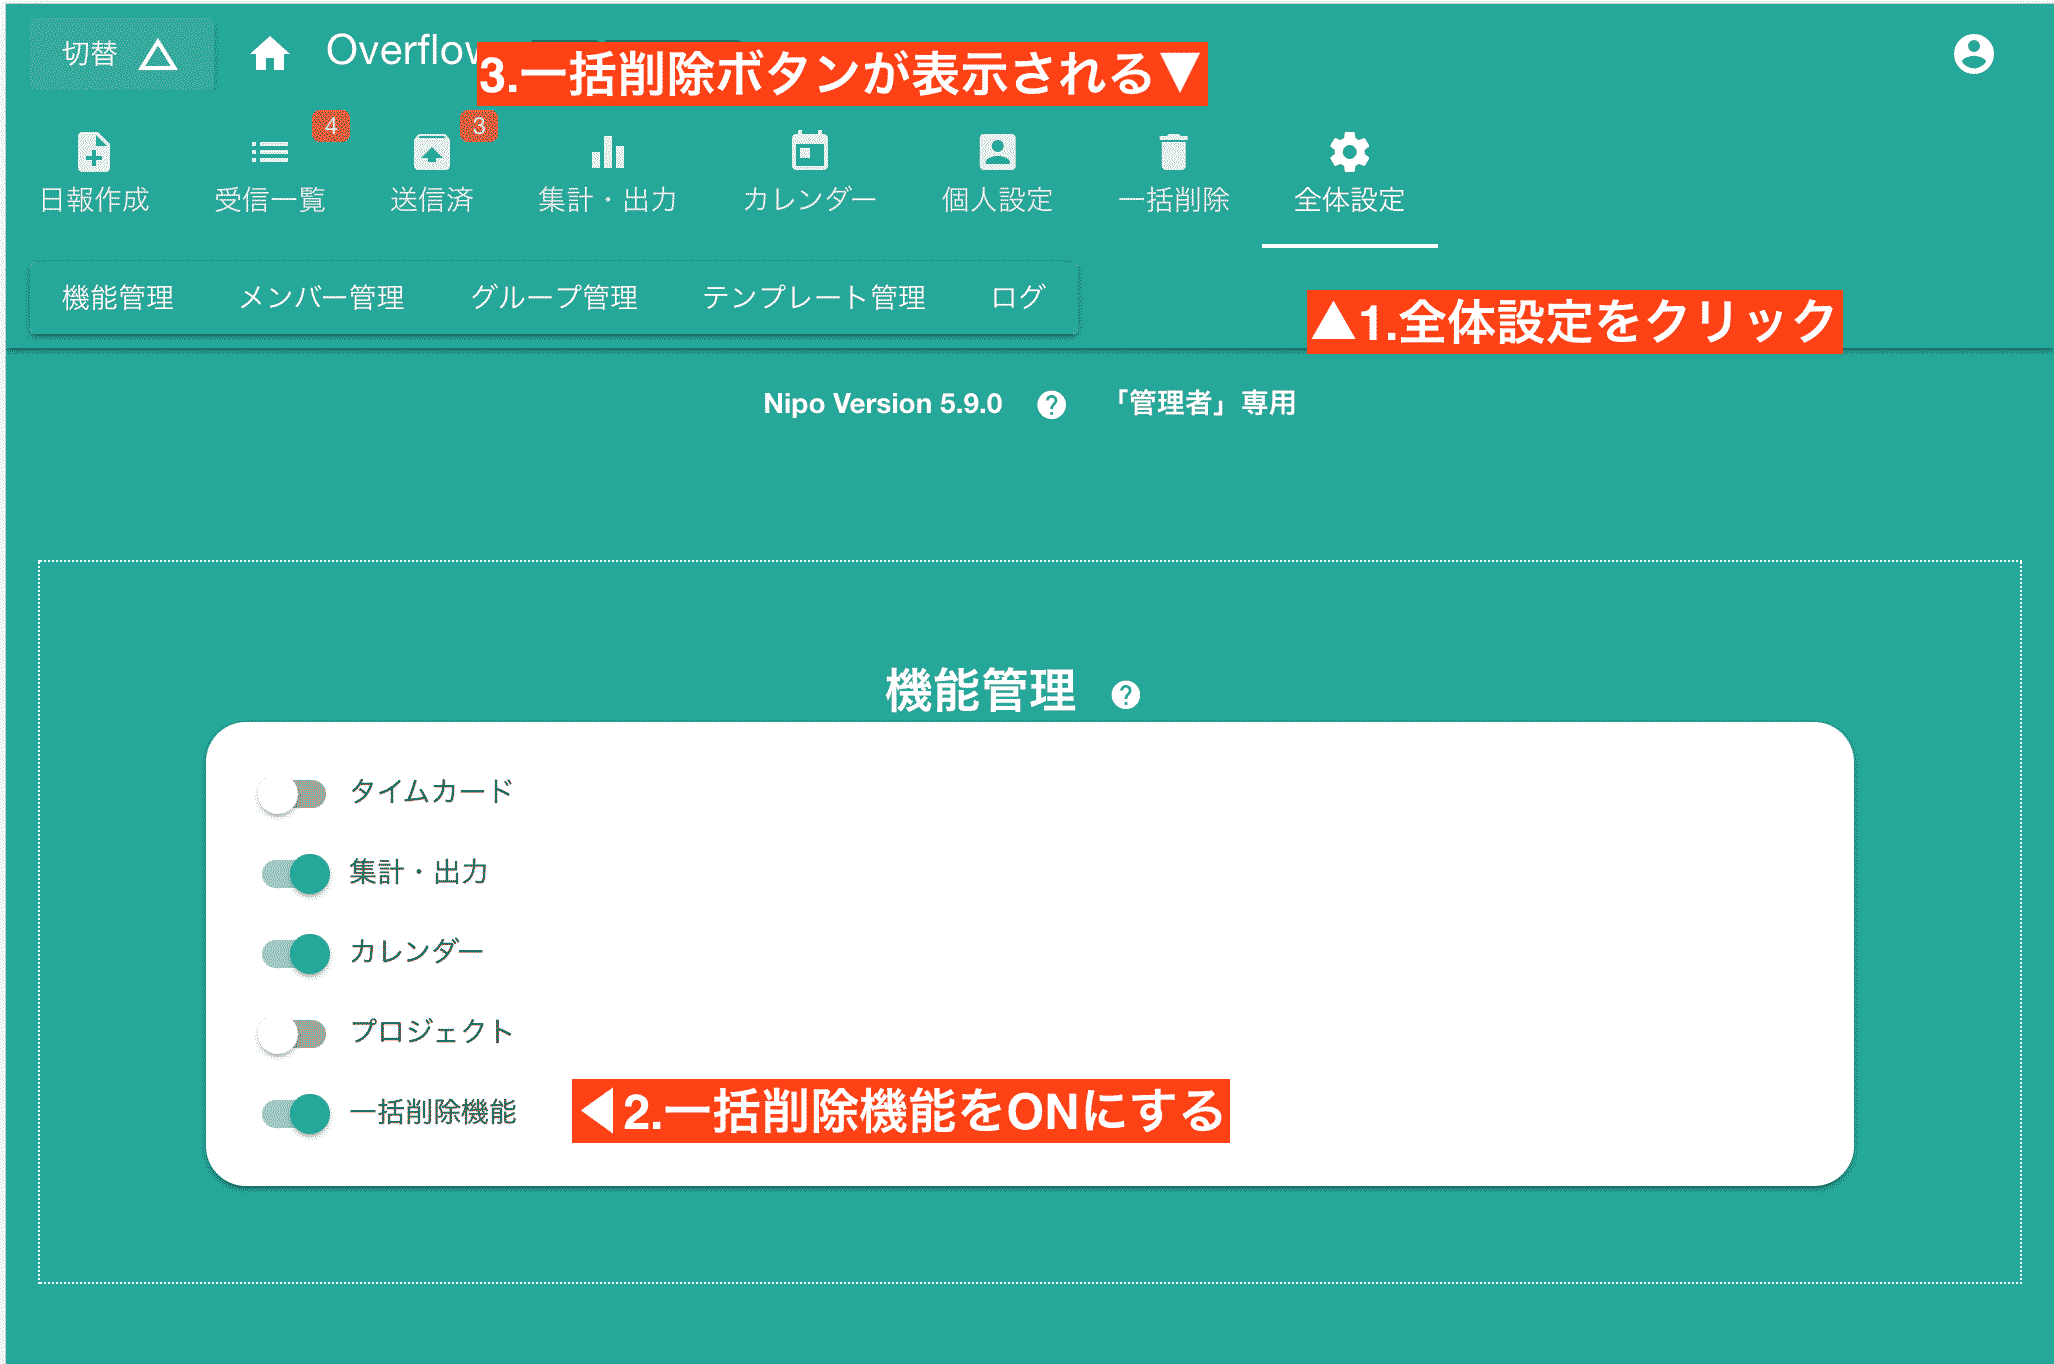 切替 Overflow
3.一括削除ボタンが表示される▼
4
3
日報作成 受信一覧 送信済 集計・出力 カレンダー 個人設定 一括削除 全体設定
機能管理 メンバー管理 グループ管理 テンプレート管理 ログ
▲1.全体設定をクリック
Nipo Version 5.9.0 ? 「管理者」専用
機能管理 ?
タイムカード
集計・出力
カレンダー
プロジェクト
一括削除機能
◀2.一括削除機能をONにする